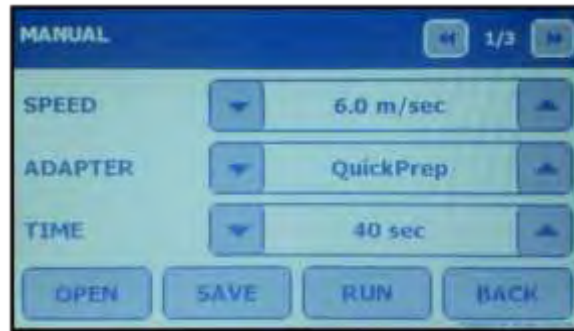 MANUAL 1/3
SPEED 6.0 m/sec
ADAPTER QuickPrep
TIME 40 sec
OPEN SAVE RUN BACK